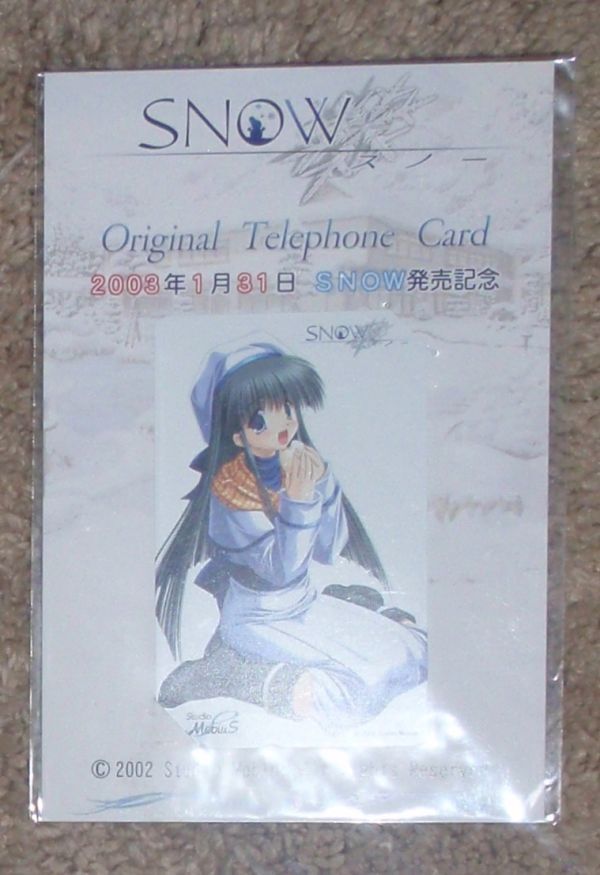 SNOW
スノー
Original Telephone Card
2003年1月31日 SNOW発売記念
SNOW
Studio
MebiuS
© 2002